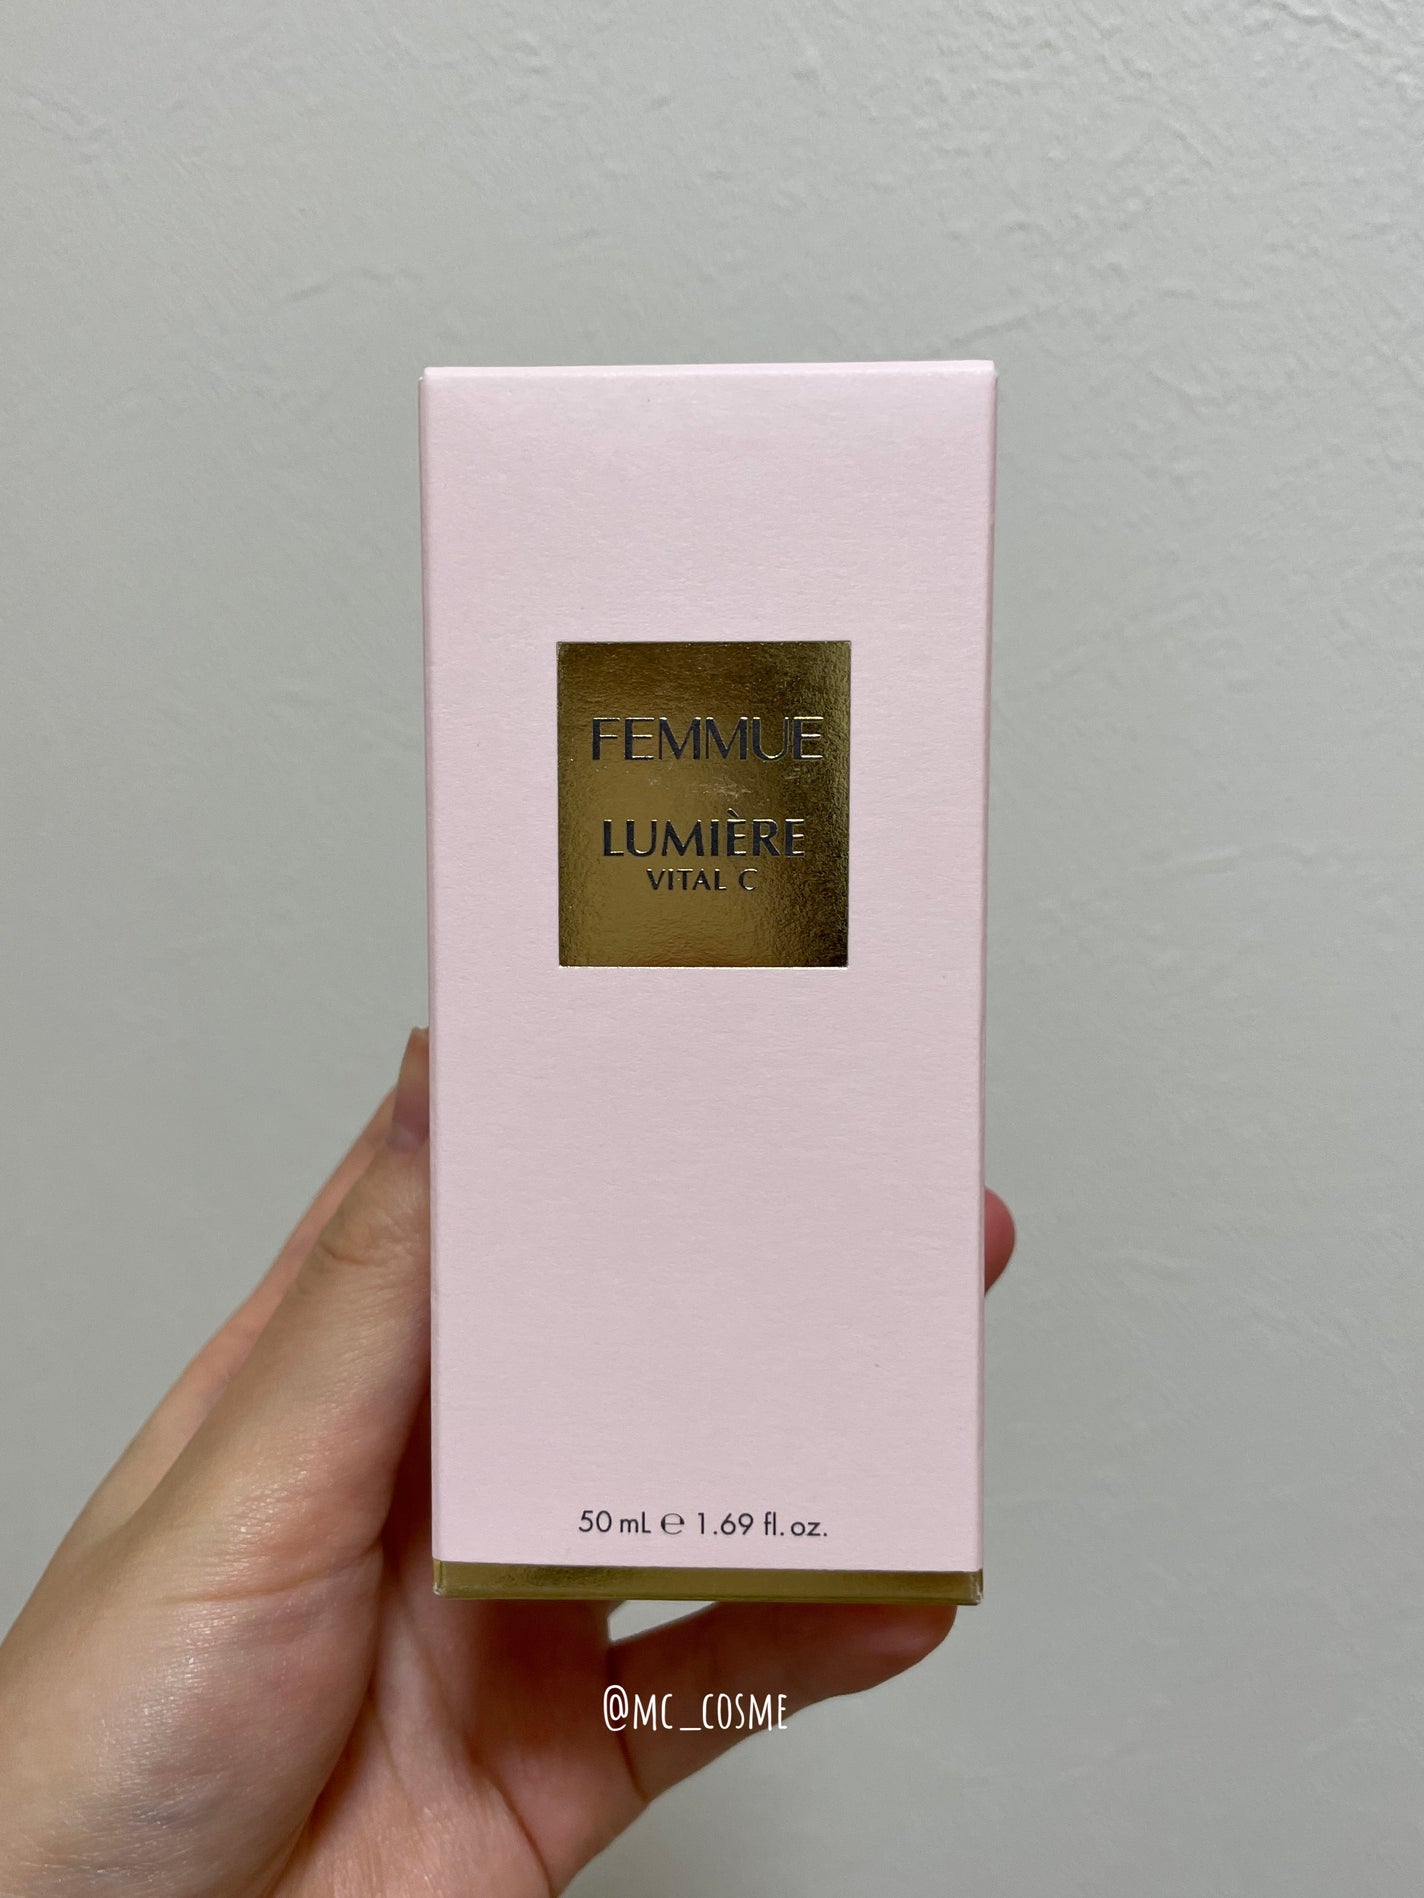 FEMMUE
LUMIÈRE
VITAL C
50 mL ℮ 1.69 fl. oz.
@MC_COSME